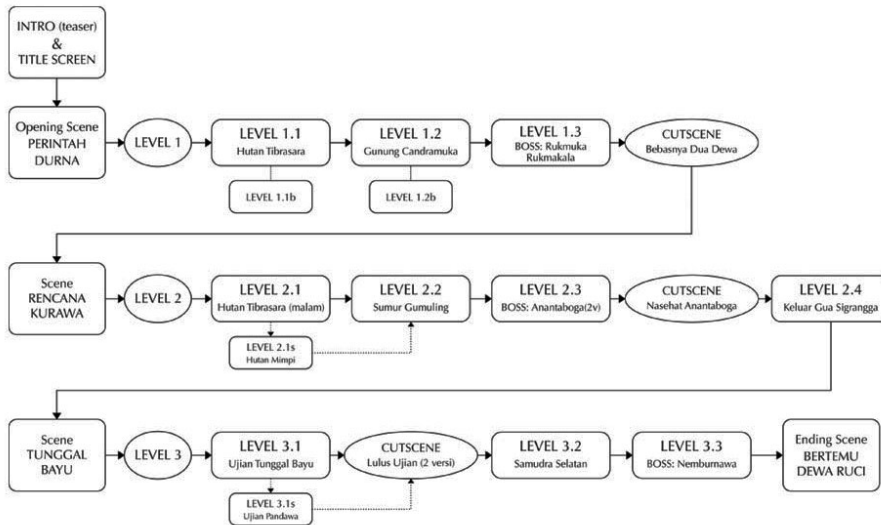 INTRO (teaser)
&
TITLE SCREEN
Opening Scene
PERINTAH
DURNA
LEVEL 1
LEVEL 1.1
Hutan Tibrasara
LEVEL 1.2
Gunung Candramuka
LEVEL 1.3
BOSS: Rukmuka
Rukmakala
CUTSCENE
Bebasnya Dua Dewa
LEVEL 1.1b
LEVEL 1.2b
Scene
RENCANA
KURAWA
LEVEL 2
LEVEL 2.1
Hutan Tibrasara (malam)
LEVEL 2.2
Sumur Gumuling
LEVEL 2.3
BOSS: Anantaboga(2v)
CUTSCENE
Nasehat Anantaboga
LEVEL 2.4
Keluar Gua Sigrangga
LEVEL 2.1s
Hutan Mimpi
Scene
TUNGGAL
BAYU
LEVEL 3
LEVEL 3.1
Ujian Tunggal Bayu
CUTSCENE
Lulus Ujian (2 versi)
LEVEL 3.2
Samudra Selatan
LEVEL 3.3
BOSS: Nemburnawa
Ending Scene
BERTEMU
DEWA RUCI
LEVEL 3.1s
Ujian Pandawa